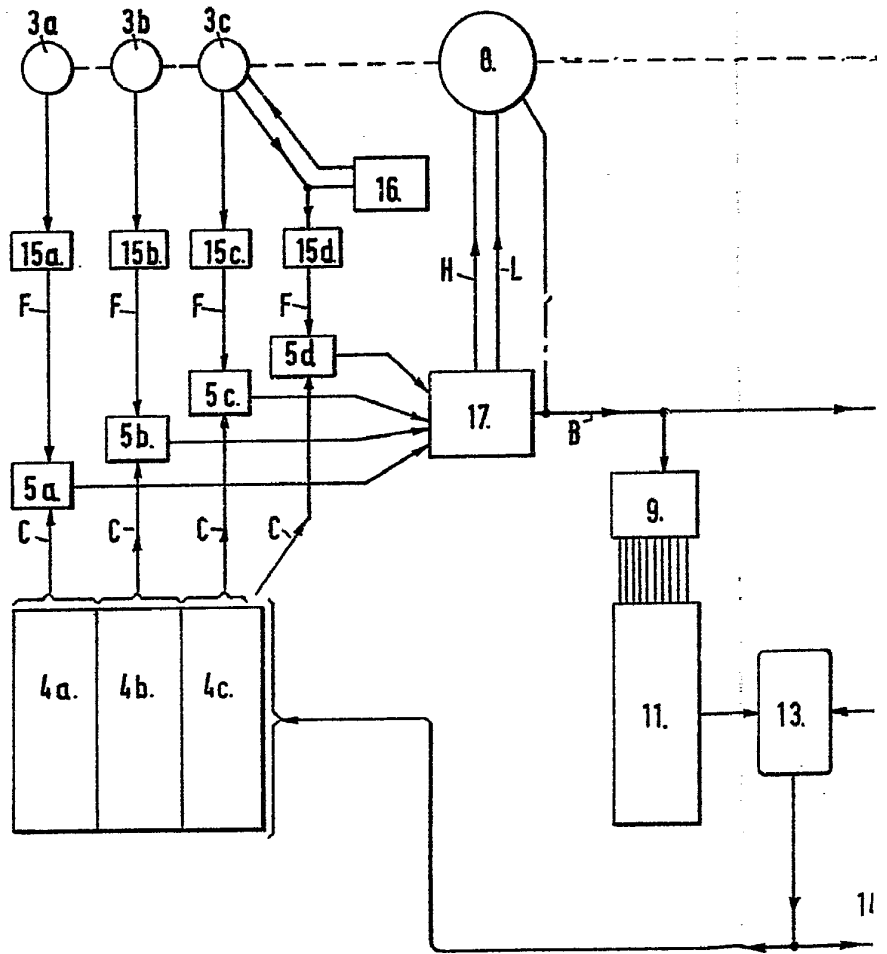 3a 3b 3c
8.
16.
15a. 15b. 15c. 15d.
H L
F F F F
5d.
5c.
17.
5b.
B
5a.
9.
C C C C
4a. 4b. 4c.
11. 13.